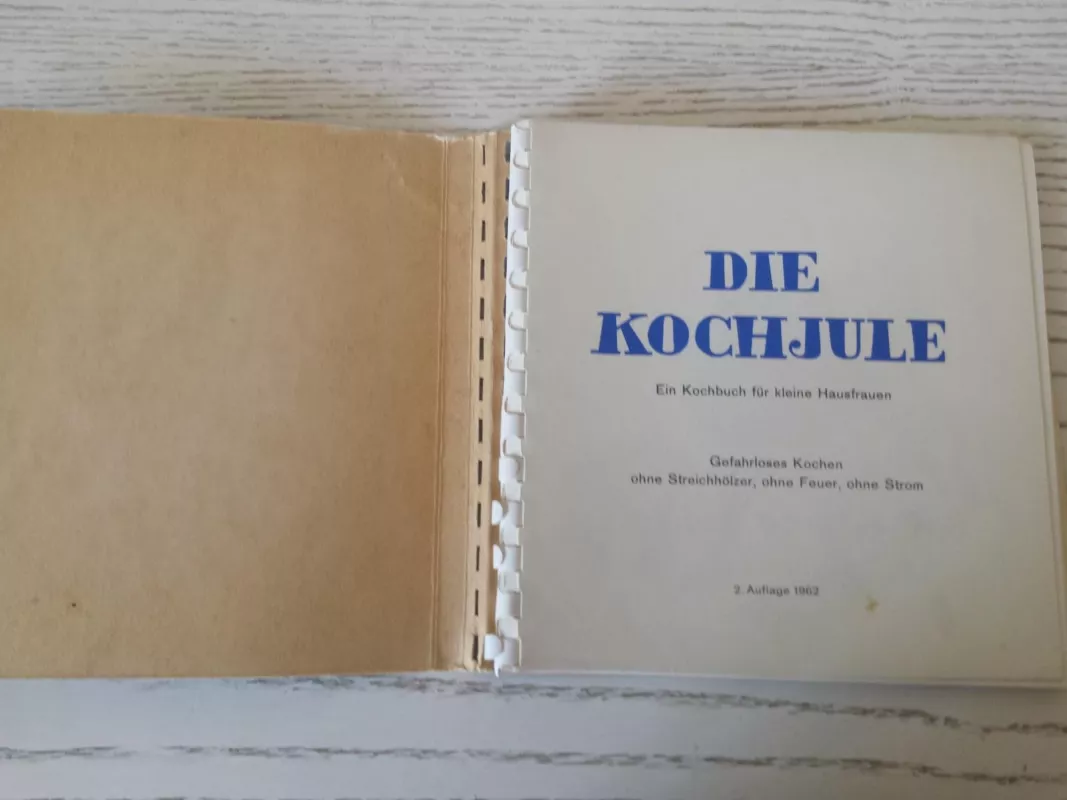 DIE
KOCHJULE
Ein Kochbuch für kleine Hausfrauen
Gefahrloses Kochen
ohne Streichhölzer, ohne Feuer, ohne Strom
2. Auflage 1962